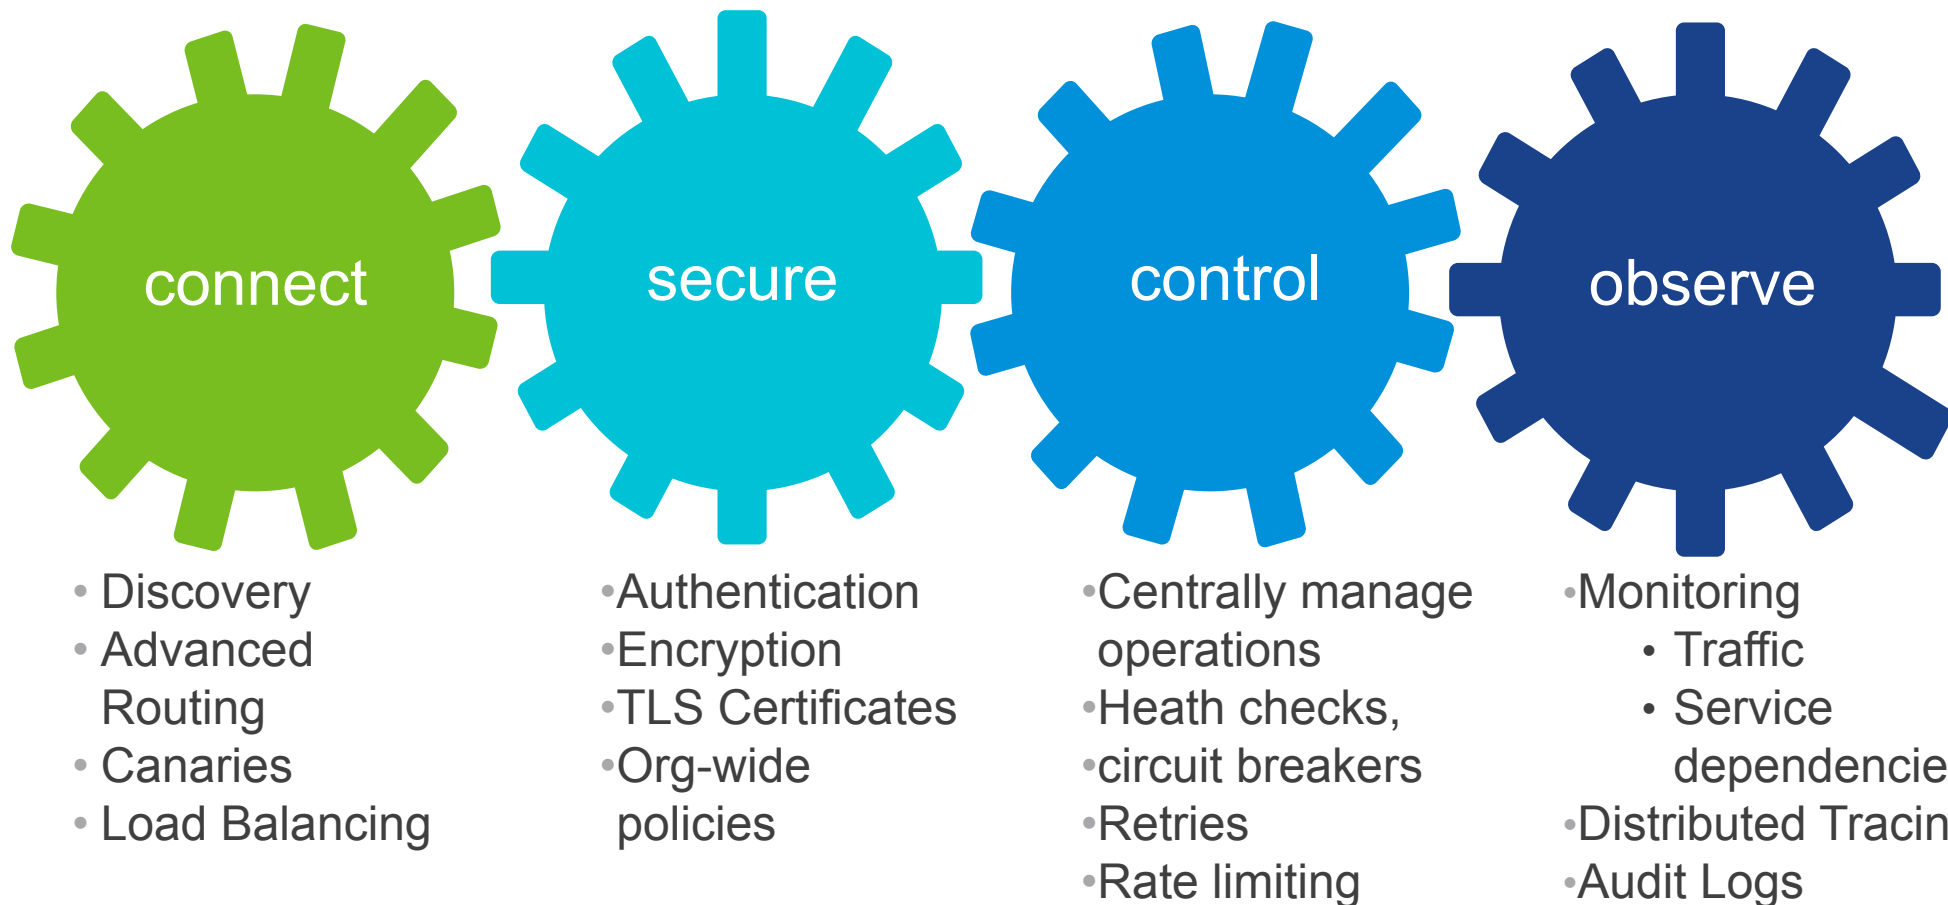 connect
secure
control
observe
• Discovery
• Advanced
Routing
• Canaries
• Load Balancing
•Authentication
•Encryption
•TLS Certificates
•Org-wide
policies
•Centrally manage
operations
•Heath checks,
•circuit breakers
•Retries
•Rate limiting
•Monitoring
• Traffic
• Service
dependencie
•Distributed Tracin
•Audit Logs